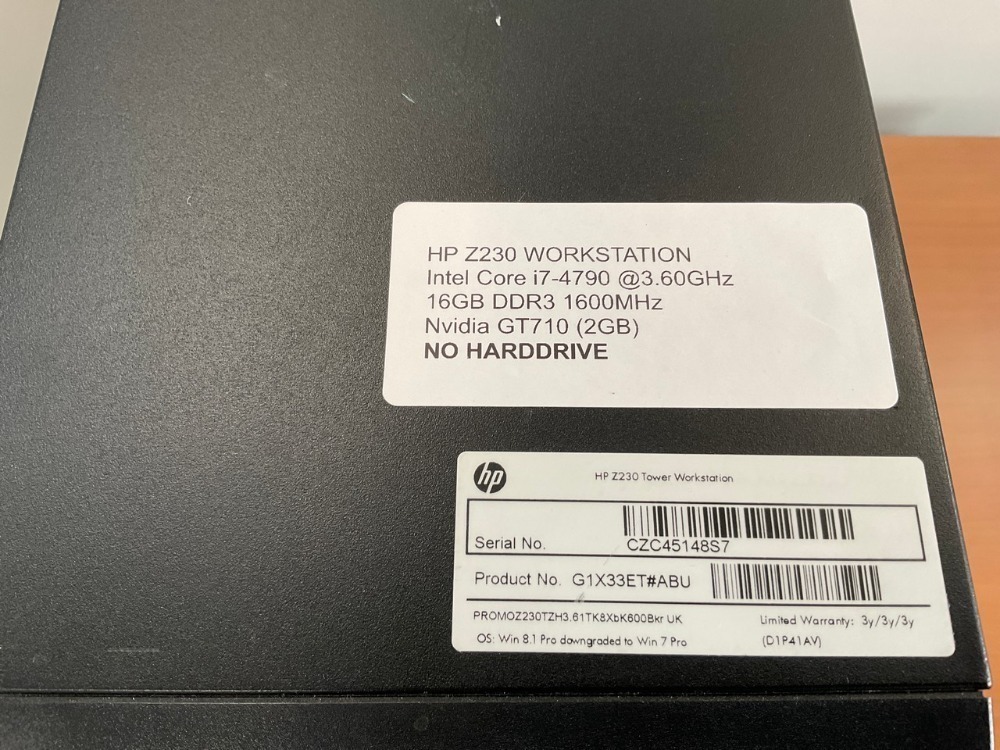 HP Z230 WORKSTATION
Intel Core i7-4790 @3.60GHz
16GB DDR3 1600MHz
Nvidia GT710 (2GB)
NO HARDDRIVE
hp
HP Z230 Tower Workstation
Serial No. CZC45148S7
Product No. G1X33ET#ABU
PROMOZ230TZH3.61TK8XbK600Bkr UK
Limited Warranty: 3y/3y/3y
OS: Win 8.1 Pro downgraded to Win 7 Pro
(D1P41AV)